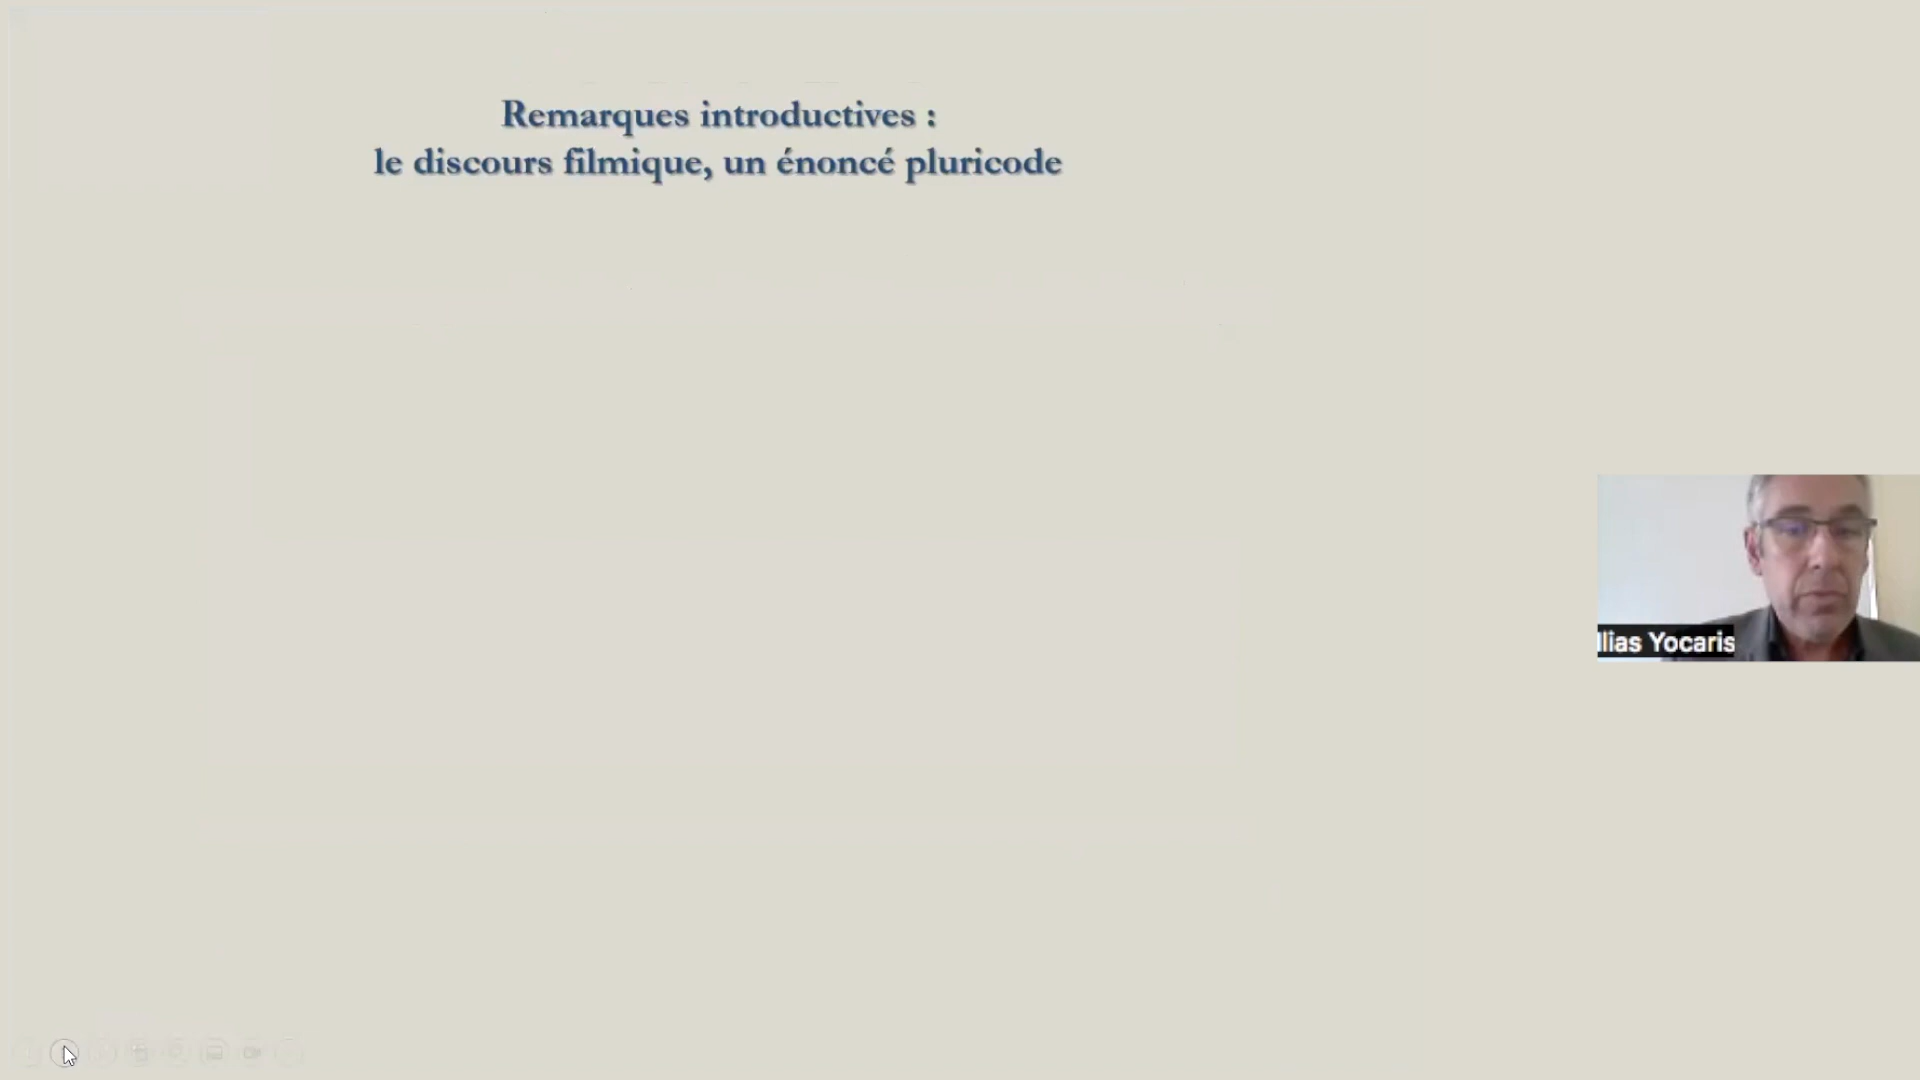 Remarques introductives :
le discours filmique, un énoncé pluricode
Ilias Yocaris